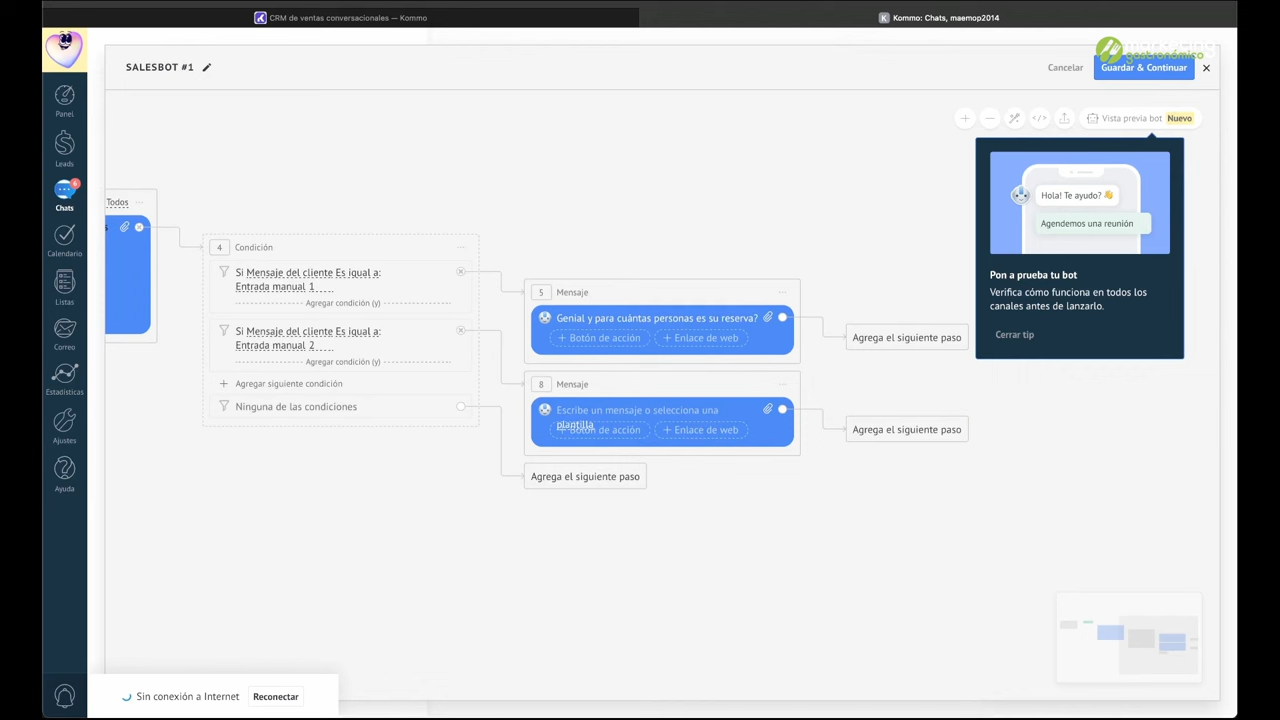 CRM de ventas conversacionales — Kommo
Kommo: Chats, maemop2014
SALESBOT #1
Cancelar
Guardar & Continuar
gastronómico
Panel
Leads
6
Chats
Calendario
Listas
Correo
Estadísticas
Ajustes
Ayuda
Vista previa bot Nuevo
Hola! Te ayudo? 👋
Agendemos una reunión
Pon a prueba tu bot
Verifica cómo funciona en todos los
canales antes de lanzarlo.
Cerrar tip
Todos
s
4 Condición
Si Mensaje del cliente Es igual a:
Entrada manual 1
Agregar condición (y)
Si Mensaje del cliente Es igual a:
Entrada manual 2
Agregar condición (y)
+ Agregar siguiente condición
Ninguna de las condiciones
5 Mensaje
Genial y para cuántas personas es su reserva?
+ Botón de acción + Enlace de web
Agrega el siguiente paso
8 Mensaje
Escribe un mensaje o selecciona una
plantilla
+ Botón de acción + Enlace de web
Agrega el siguiente paso
Agrega el siguiente paso
Sin conexión a Internet Reconectar